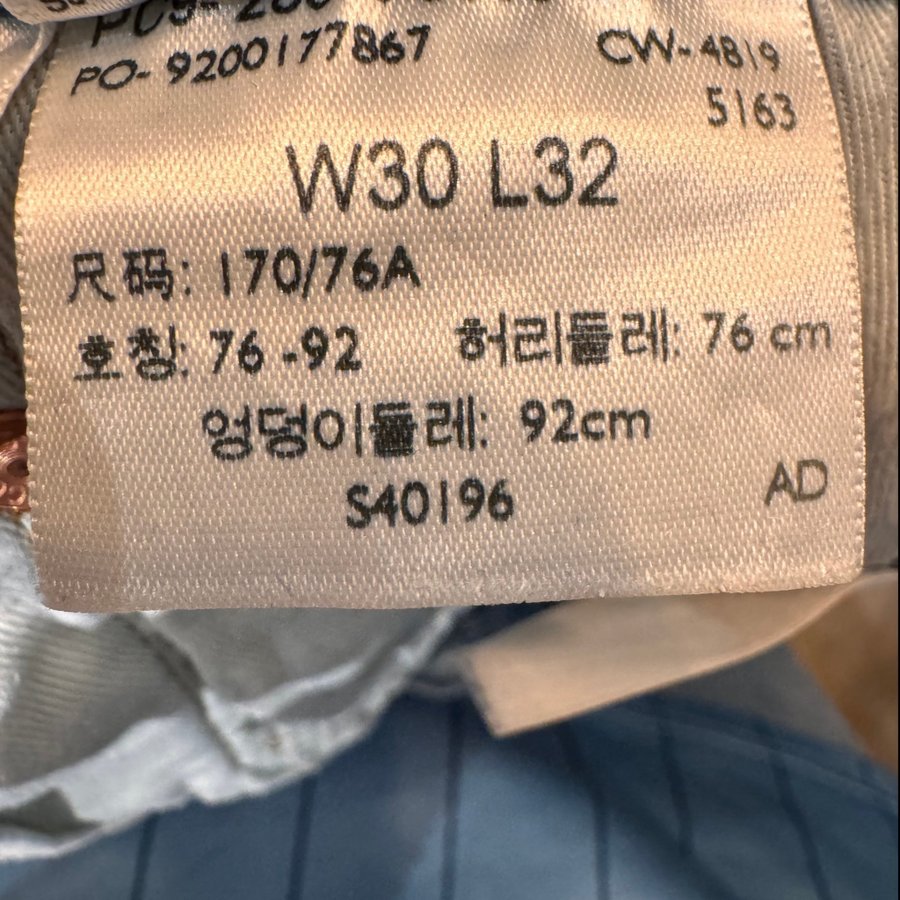 PO- 9200177867 CW-4819
5163
W30 L32
尺码: 170/76A
호칭: 76 -92 허리둘레: 76 cm
엉덩이둘레: 92cm
S40196 AD